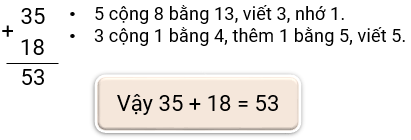 35
+
18
53
• 5 cộng 8 bằng 13, viết 3, nhớ 1.
• 3 cộng 1 bằng 4, thêm 1 bằng 5, viết 5.
Vậy 35 + 18 = 53